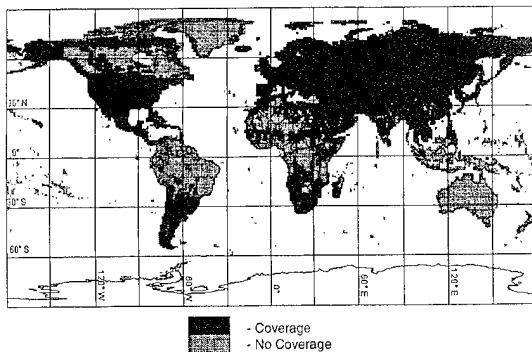 30° N
0°
30° S
60° S
120° W
60° W
0°
60° E
120° E
- Coverage
- No Coverage